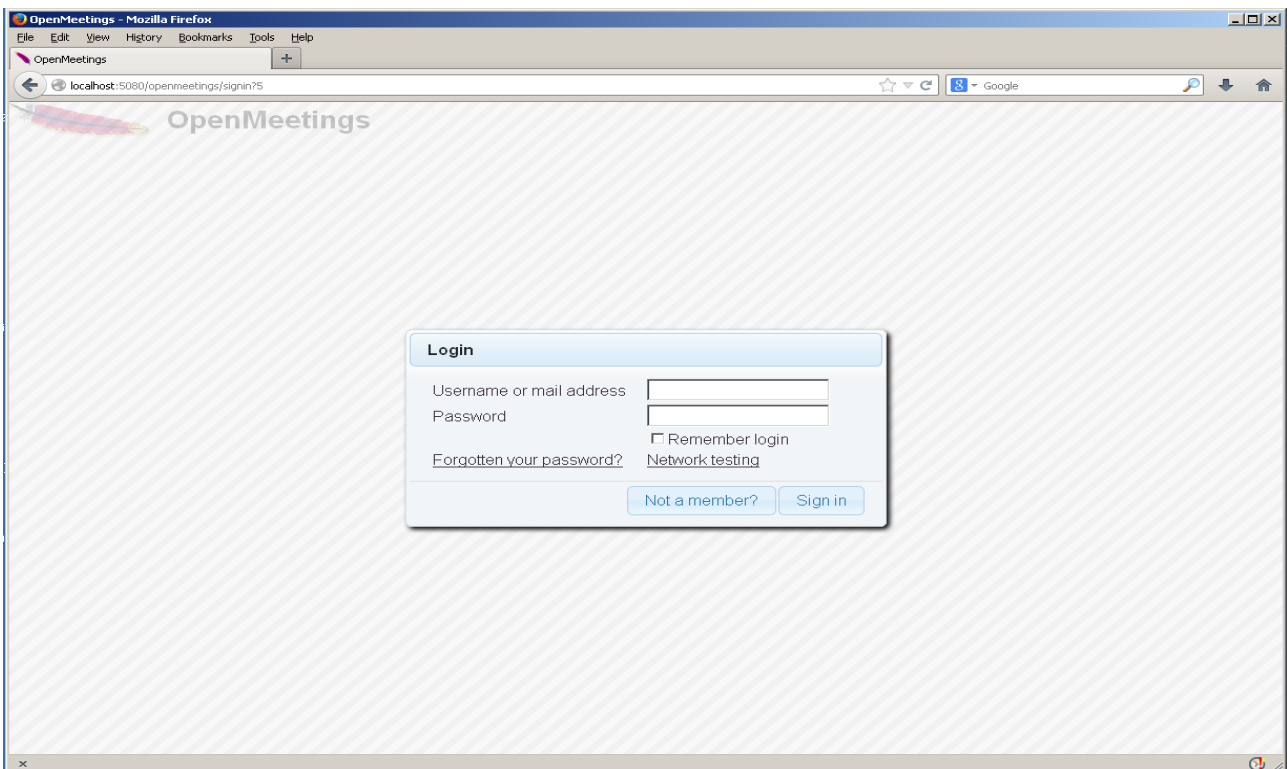 OpenMeetings - Mozilla Firefox
File Edit View History Bookmarks Tools Help
OpenMeetings
localhost:5080/openmeetings/signin?5 Google
OpenMeetings
Login
Username or mail address
Password
Remember login
Forgotten your password? Network testing
Not a member? Sign in